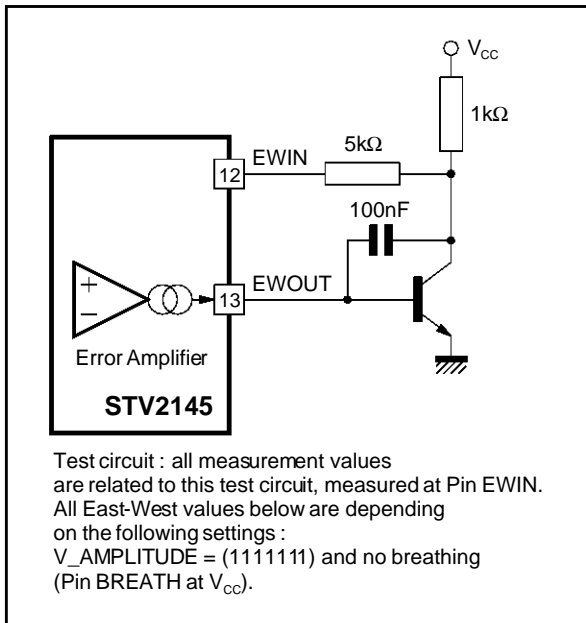 V_CC
1kΩ
5kΩ
12
EWIN
100nF
+
−
13
EWOUT
Error Amplifier
STV2145
Test circuit : all measurement values
are related to this test circuit, measured at Pin EWIN.
All East-West values below are depending
on the following settings :
V_AMPLITUDE = (1111111) and no breathing
(Pin BREATH at V_CC).